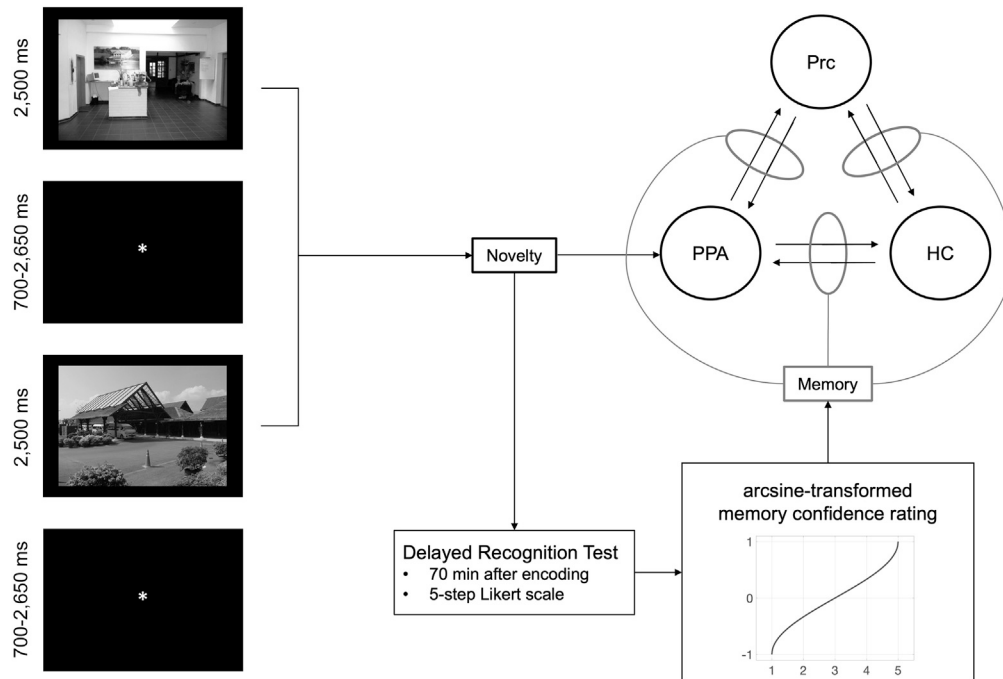 2,500 ms
700-2,650 ms
2,500 ms
700-2,650 ms
*
*
Novelty
Prc
PPA
HC
Memory
Delayed Recognition Test
• 70 min after encoding
• 5-step Likert scale
arcsine-transformed
memory confidence rating
1
0
-1
1 2 3 4 5